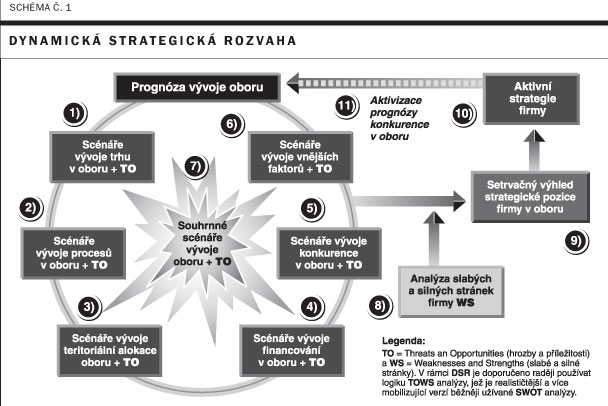 SCHÉMA Č. 1
DYNAMICKÁ STRATEGICKÁ ROZVAHA
Prognóza vývoje oboru
1)
Scénáře
vývoje trhu
v oboru + TO
2)
Scénáře
vývoje procesů
v oboru + TO
3)
Scénáře vývoje
teritoriální alokace
oboru + TO
4)
Scénáře vývoje
financování
v oboru + TO
5)
Scénáře vývoje
konkurence
v oboru + TO
6)
Scénáře
vývoje vnějších
faktorů + TO
7)
Souhrnné
scénáře
vývoje
oboru + TO
8)
Analýza slabých
a silných stránek
firmy WS
9)
Setrvačný výhled
strategické pozice
firmy v oboru
10)
Aktivní
strategie
firmy
11)
Aktivizace
prognózy
konkurence
v oboru
Legenda:
TO = Threats an Opportunities (hrozby a příležitosti)
a WS = Weaknesses and Strengths (slabé a silné
stránky). V rámci DSR je doporučeno raději používat
logiku TOWS analýzy, jež je realističtější a více
mobilizující verzí běžněji užívané SWOT analýzy.